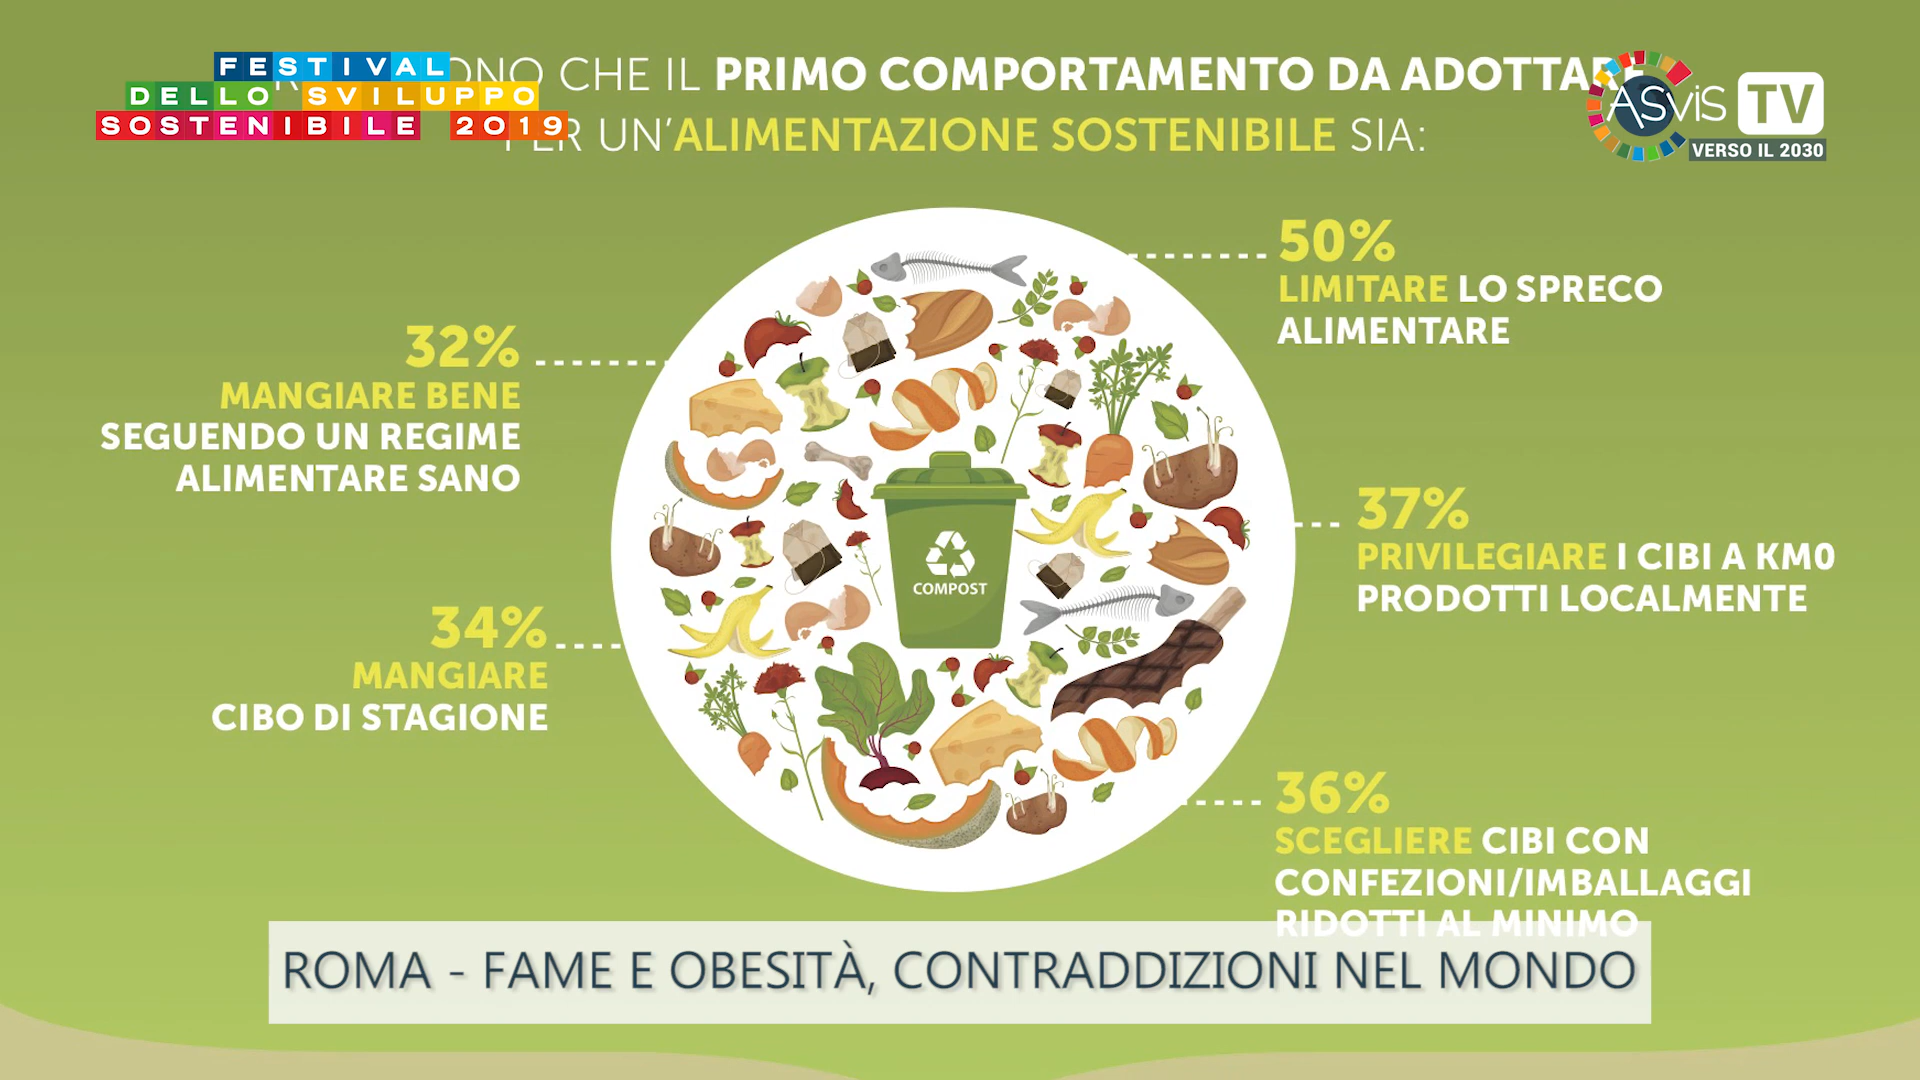 FESTIVAL
DELLO SVILUPPO
SOSTENIBILE 2019
CHE IL PRIMO COMPORTAMENTO DA ADOTTARE
PER UN'ALIMENTAZIONE SOSTENIBILE SIA:
ASviS TV
VERSO IL 2030
50%
LIMITARE LO SPRECO
ALIMENTARE
32%
MANGIARE BENE
SEGUENDO UN REGIME
ALIMENTARE SANO
37%
PRIVILEGIARE I CIBI A KM0
PRODOTTI LOCALMENTE
COMPOST
34%
MANGIARE
CIBO DI STAGIONE
36%
SCEGLIERE CIBI CON
CONFEZIONI/IMBALLAGGI
RIDOTTI AL MINIMO
ROMA - FAME E OBESITÀ, CONTRADDIZIONI NEL MONDO